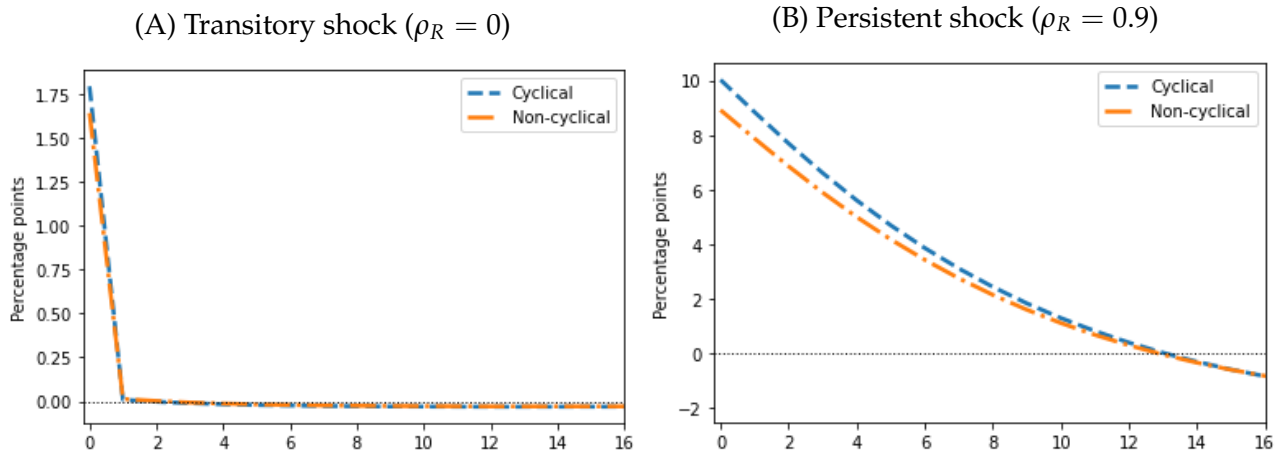 (A) Transitory shock (ρ_R = 0)
Cyclical
Non-cyclical
Percentage points
1.75
1.50
1.25
1.00
0.75
0.50
0.25
0.00
0 2 4 6 8 10 12 14 16
(B) Persistent shock (ρ_R = 0.9)
Cyclical
Non-cyclical
Percentage points
10
8
6
4
2
0
−2
0 2 4 6 8 10 12 14 16